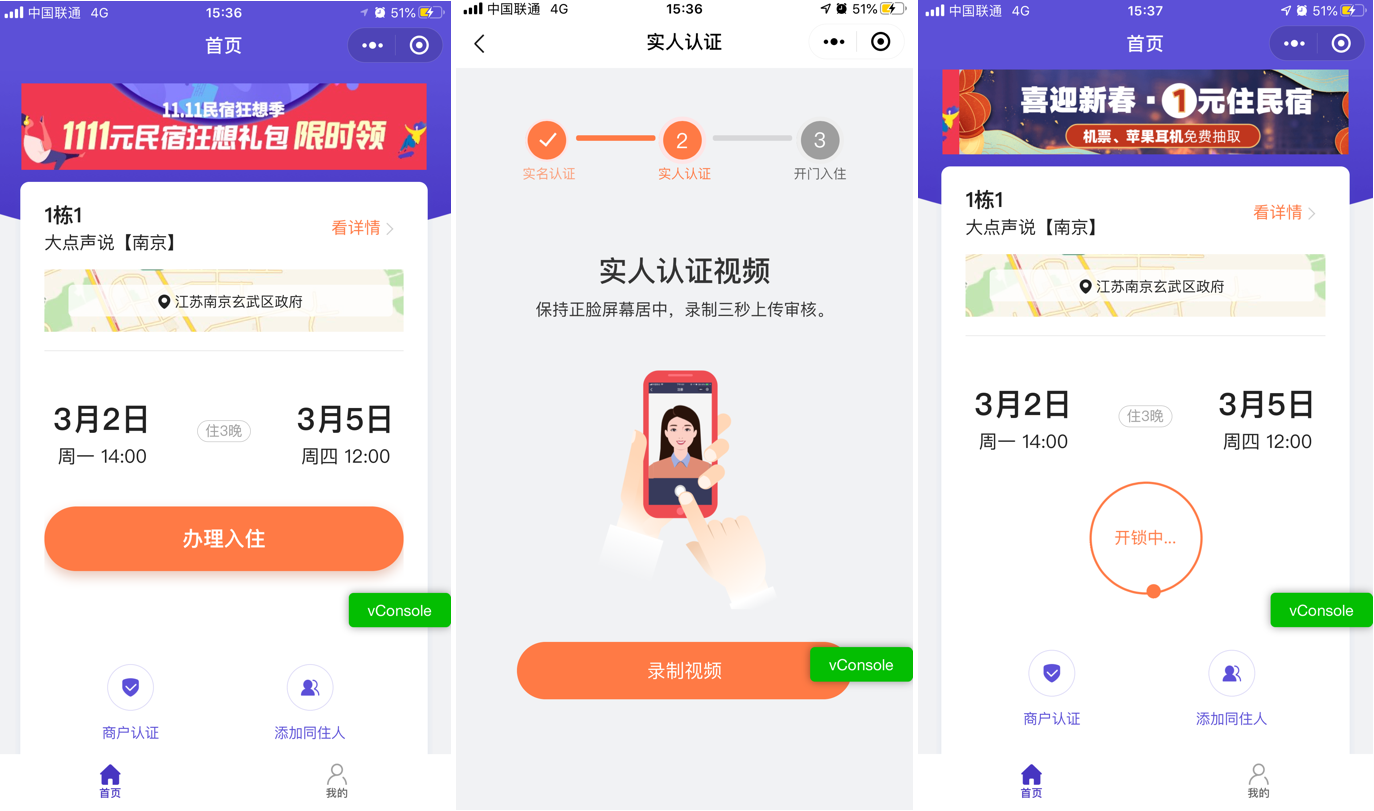 中国联通 4G
15:36
51%
首页
11.11民宿狂想季
1111元民宿狂想礼包 限时领
1栋1
大点声说【南京】
看详情
江苏南京玄武区政府
3月2日
住3晚
3月5日
周一 14:00
周四 12:00
办理入住
vConsole
商户认证
添加同住人
首页
我的
中国联通 4G
15:36
51%
实人认证
2
3
实名认证
实人认证
开门入住
实人认证视频
保持正脸屏幕居中，录制三秒上传审核。
录制视频
vConsole
中国联通 4G
15:37
51%
首页
喜迎新春·1元住民宿
机票、苹果耳机免费抽取
1栋1
大点声说【南京】
看详情
江苏南京玄武区政府
3月2日
住3晚
3月5日
周一 14:00
周四 12:00
开锁中...
vConsole
商户认证
添加同住人
首页
我的